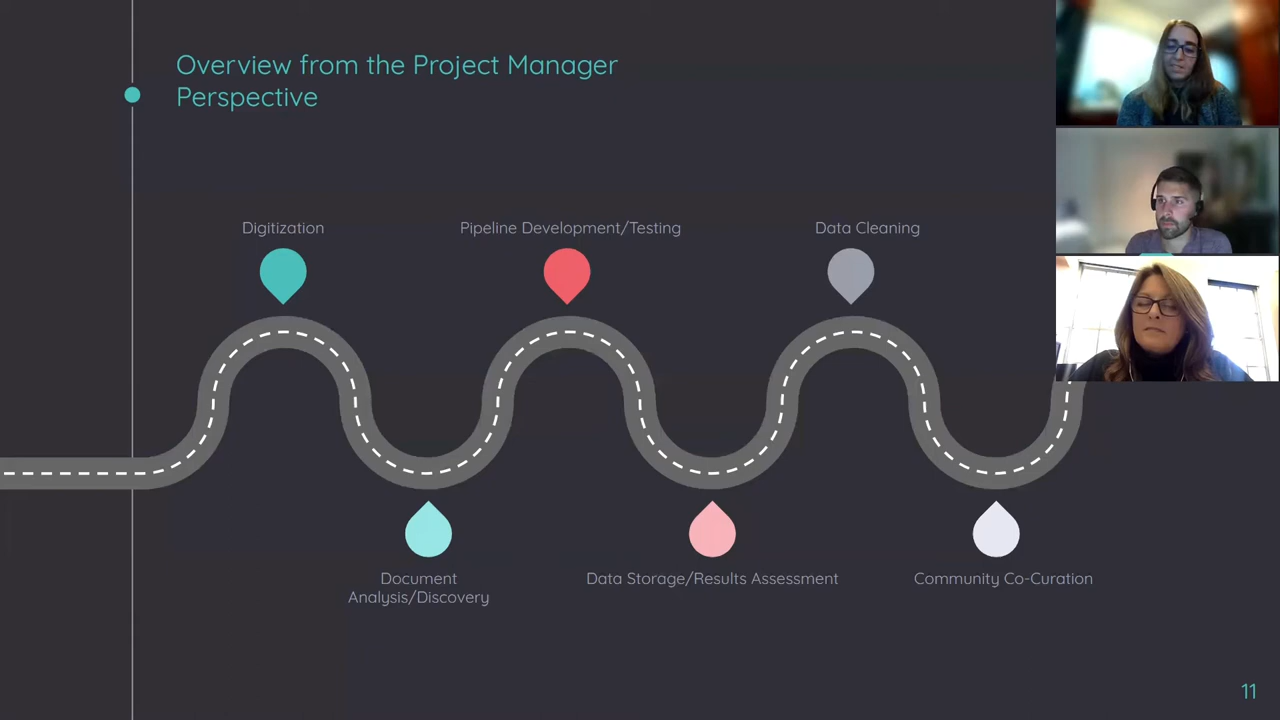 Overview from the Project Manager
Perspective
Digitization
Pipeline Development/Testing
Data Cleaning
Document
Analysis/Discovery
Data Storage/Results Assessment
Community Co-Curation
11